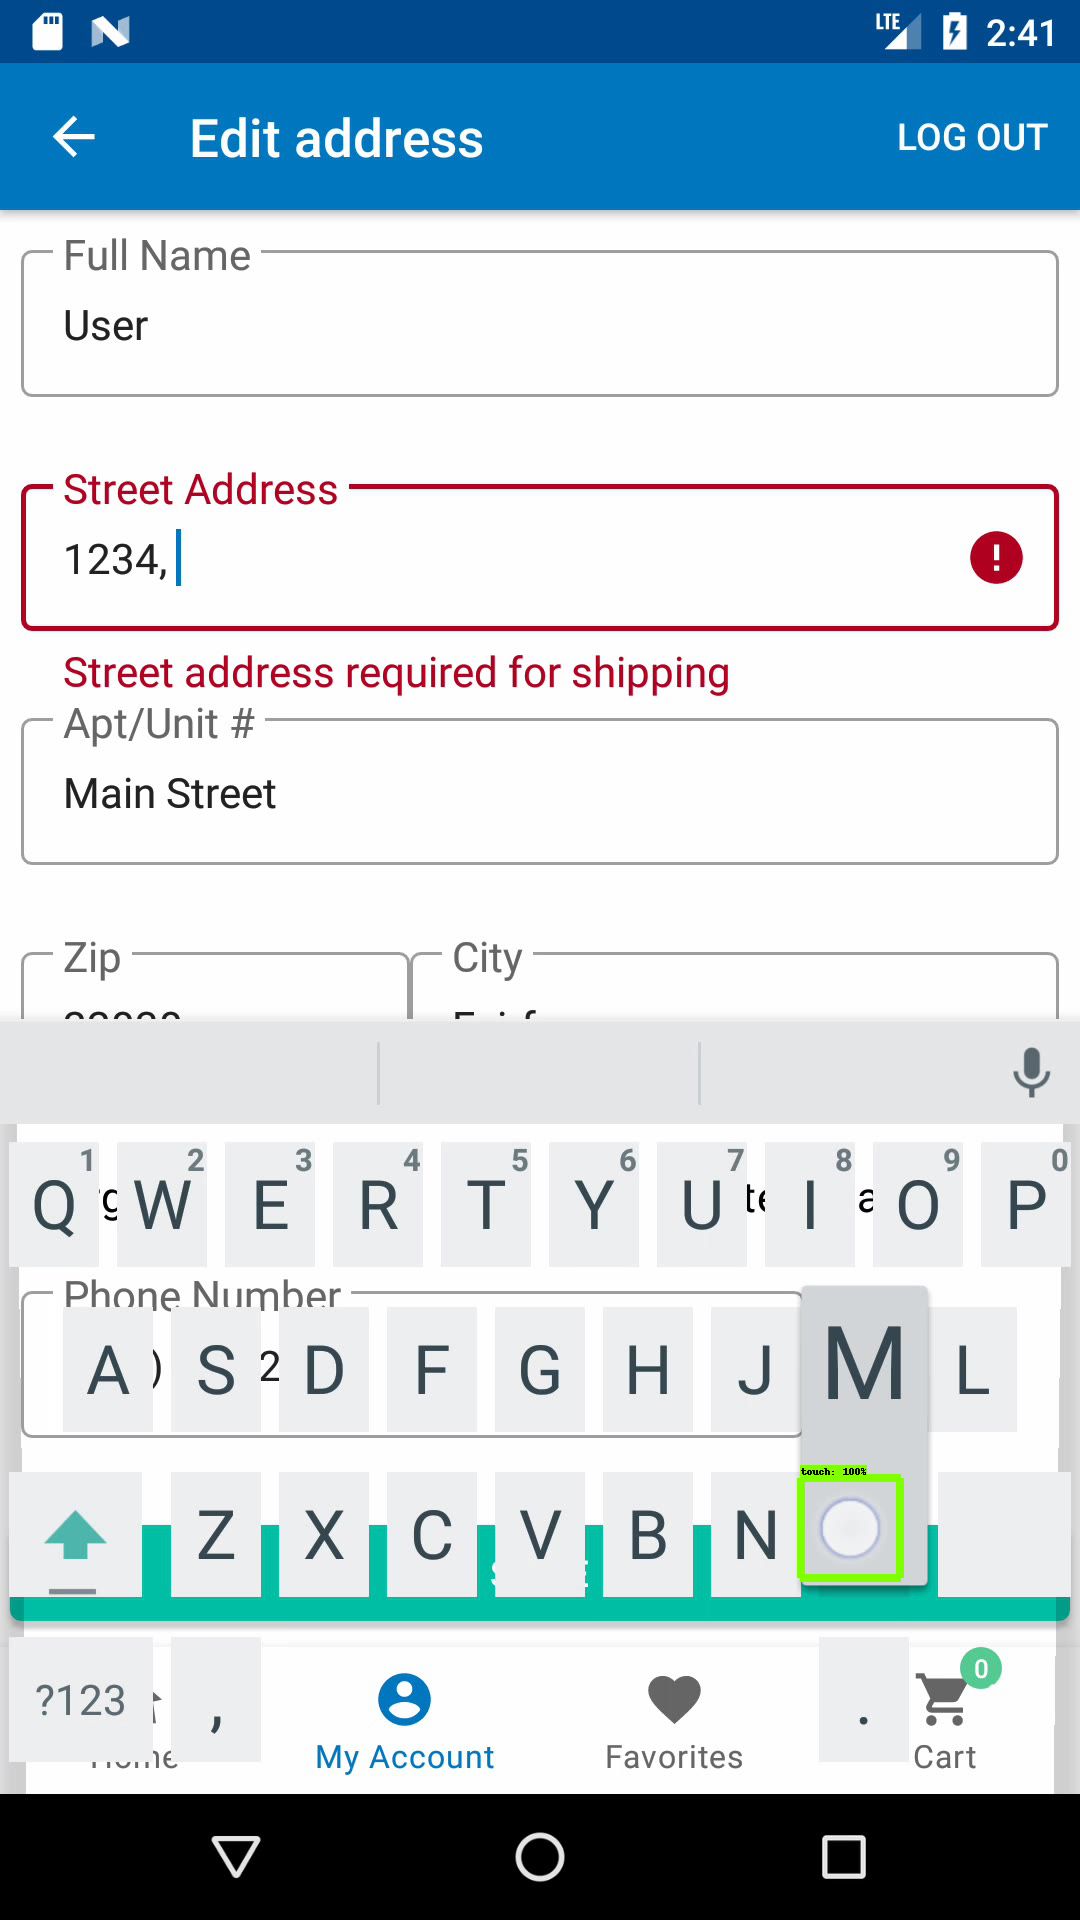 LTE 2:41
Edit address LOG OUT
Full Name
User
Street Address
1234,
!
Street address required for shipping
Apt/Unit #
Main Street
Zip City
1 2 3 4 5 6 7 8 9 0
Q W E R T Y U I O P
Phone Number
A S D F G H J M L
touch: 100%
Z X C V B N
?123 , . 0
Home My Account Favorites Cart